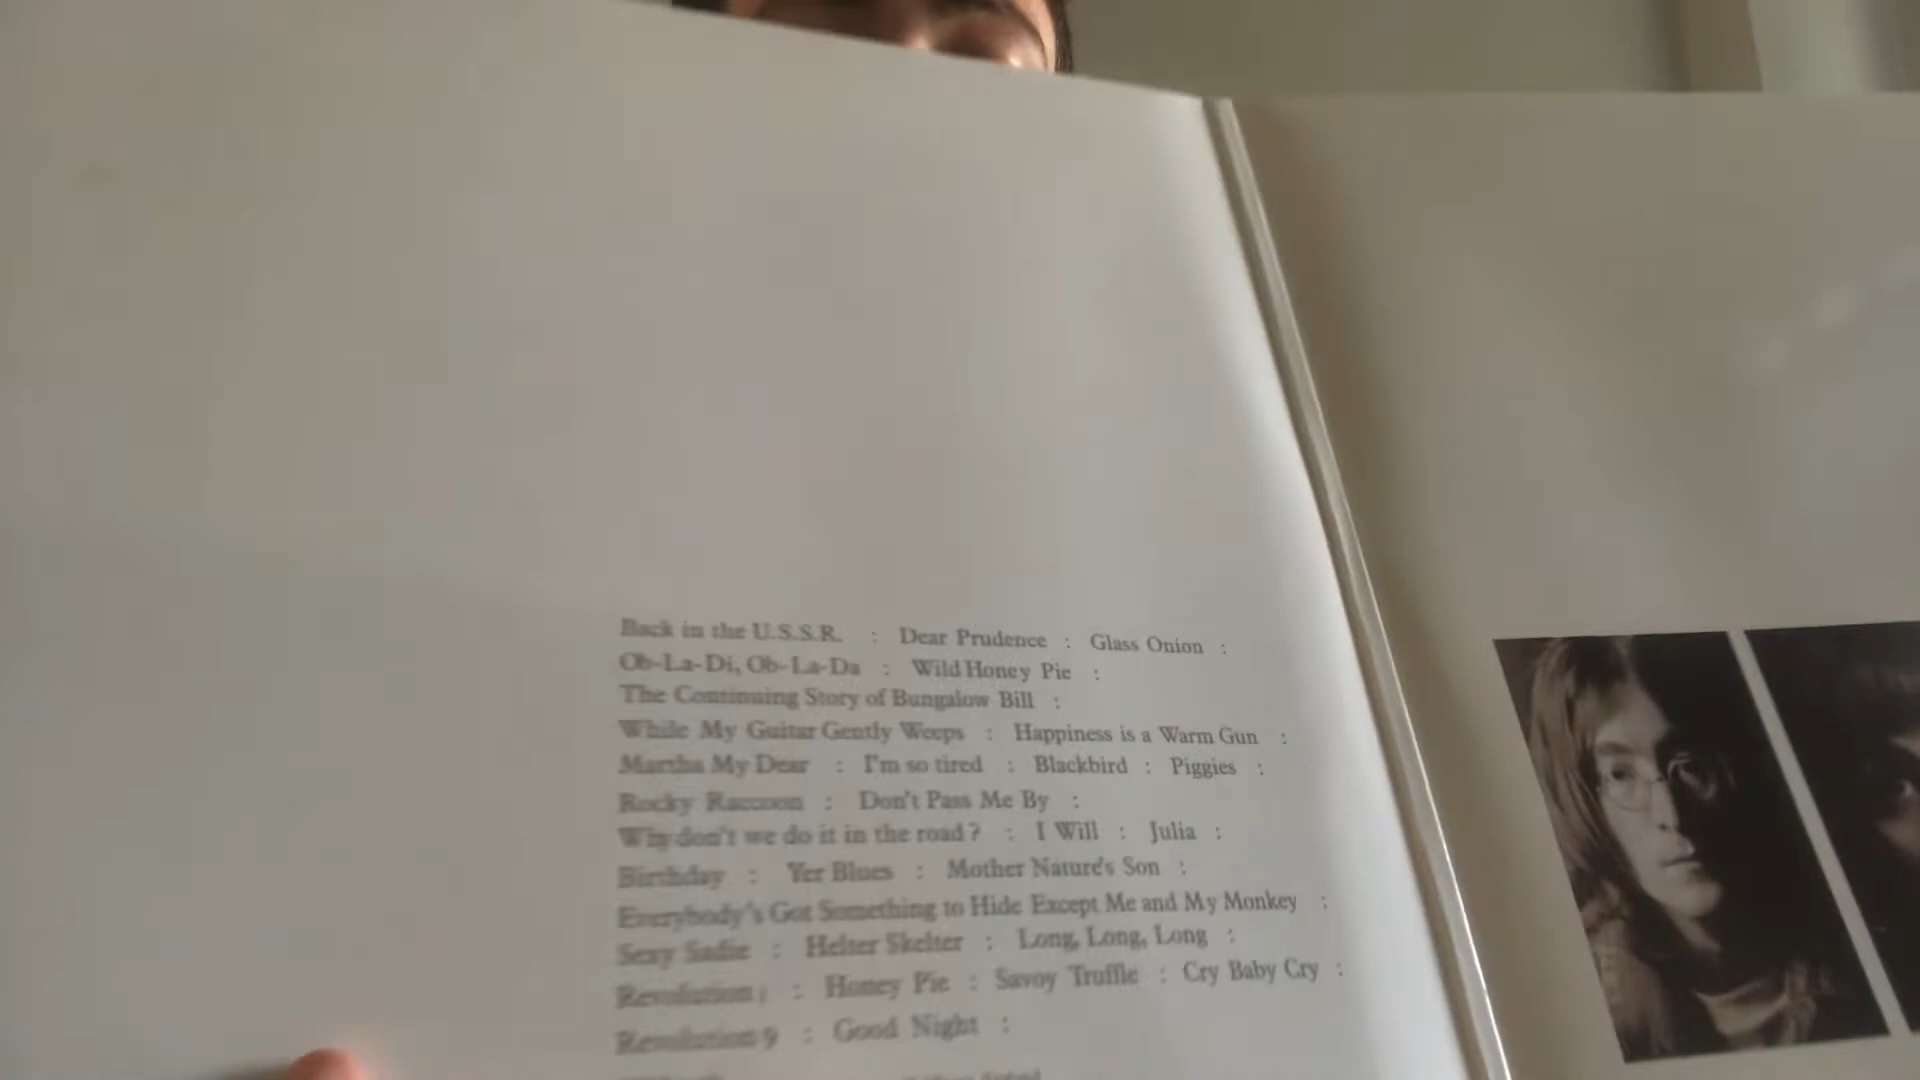 Back in the U.S.S.R. : Dear Prudence : Glass Onion :
Ob-La-Di, Ob-La-Da : Wild Honey Pie :
The Continuing Story of Bungalow Bill :
While My Guitar Gently Weeps : Happiness is a Warm Gun :
Martha My Dear : I'm so tired : Blackbird : Piggies :
Rocky Raccoon : Don't Pass Me By :
Why don't we do it in the road? : I Will : Julia :
Birthday : Yer Blues : Mother Nature's Son :
Everybody's Got Something to Hide Except Me and My Monkey :
Sexy Sadie : Helter Skelter : Long, Long, Long :
Revolution 1 : Honey Pie : Savoy Truffle : Cry Baby Cry :
Revolution 9 : Good Night :